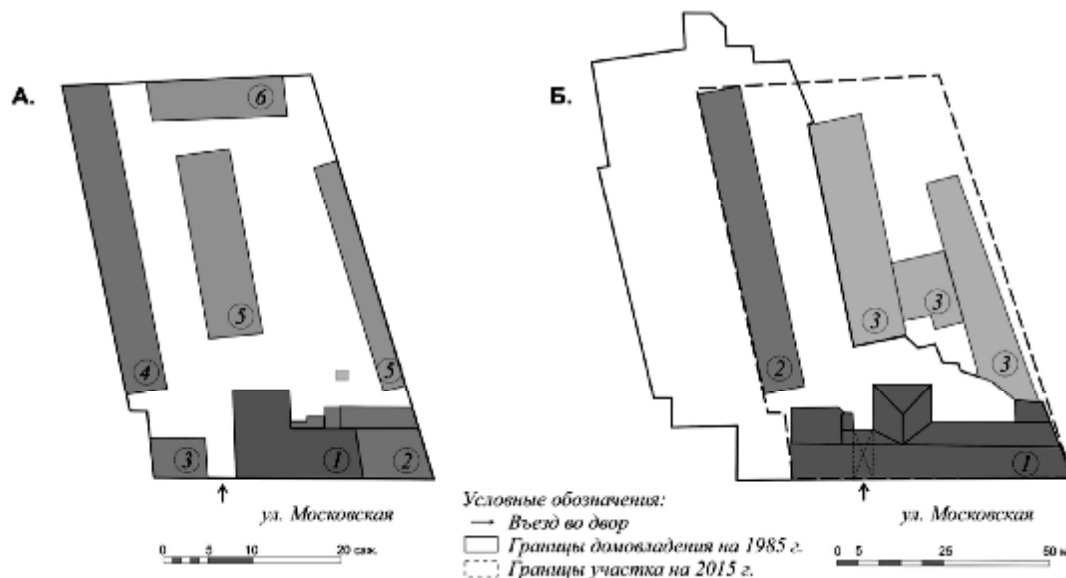 А.
Б.
6
5
5
4
3
1
2
ул. Московская
0 5 10 20 саж.
3
3
3
2
1
ул. Московская
0 5 25 50 м
Условные обозначения:
Въезд во двор
Границы домовладения на 1985 г.
Границы участка на 2015 г.